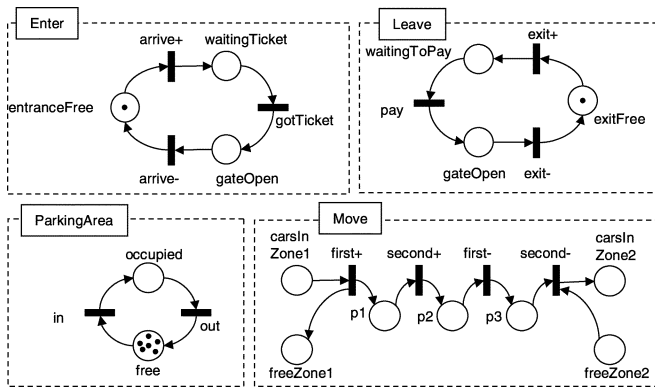 Enter
arrive+
waitingTicket
entranceFree
gotTicket
arrive-
gateOpen
Leave
exit+
waitingToPay
pay
exitFree
gateOpen
exit-
ParkingArea
occupied
in
out
free
Move
carsIn
Zone1
first+
second+
first-
second-
carsIn
Zone2
p1
p2
p3
freeZone1
freeZone2